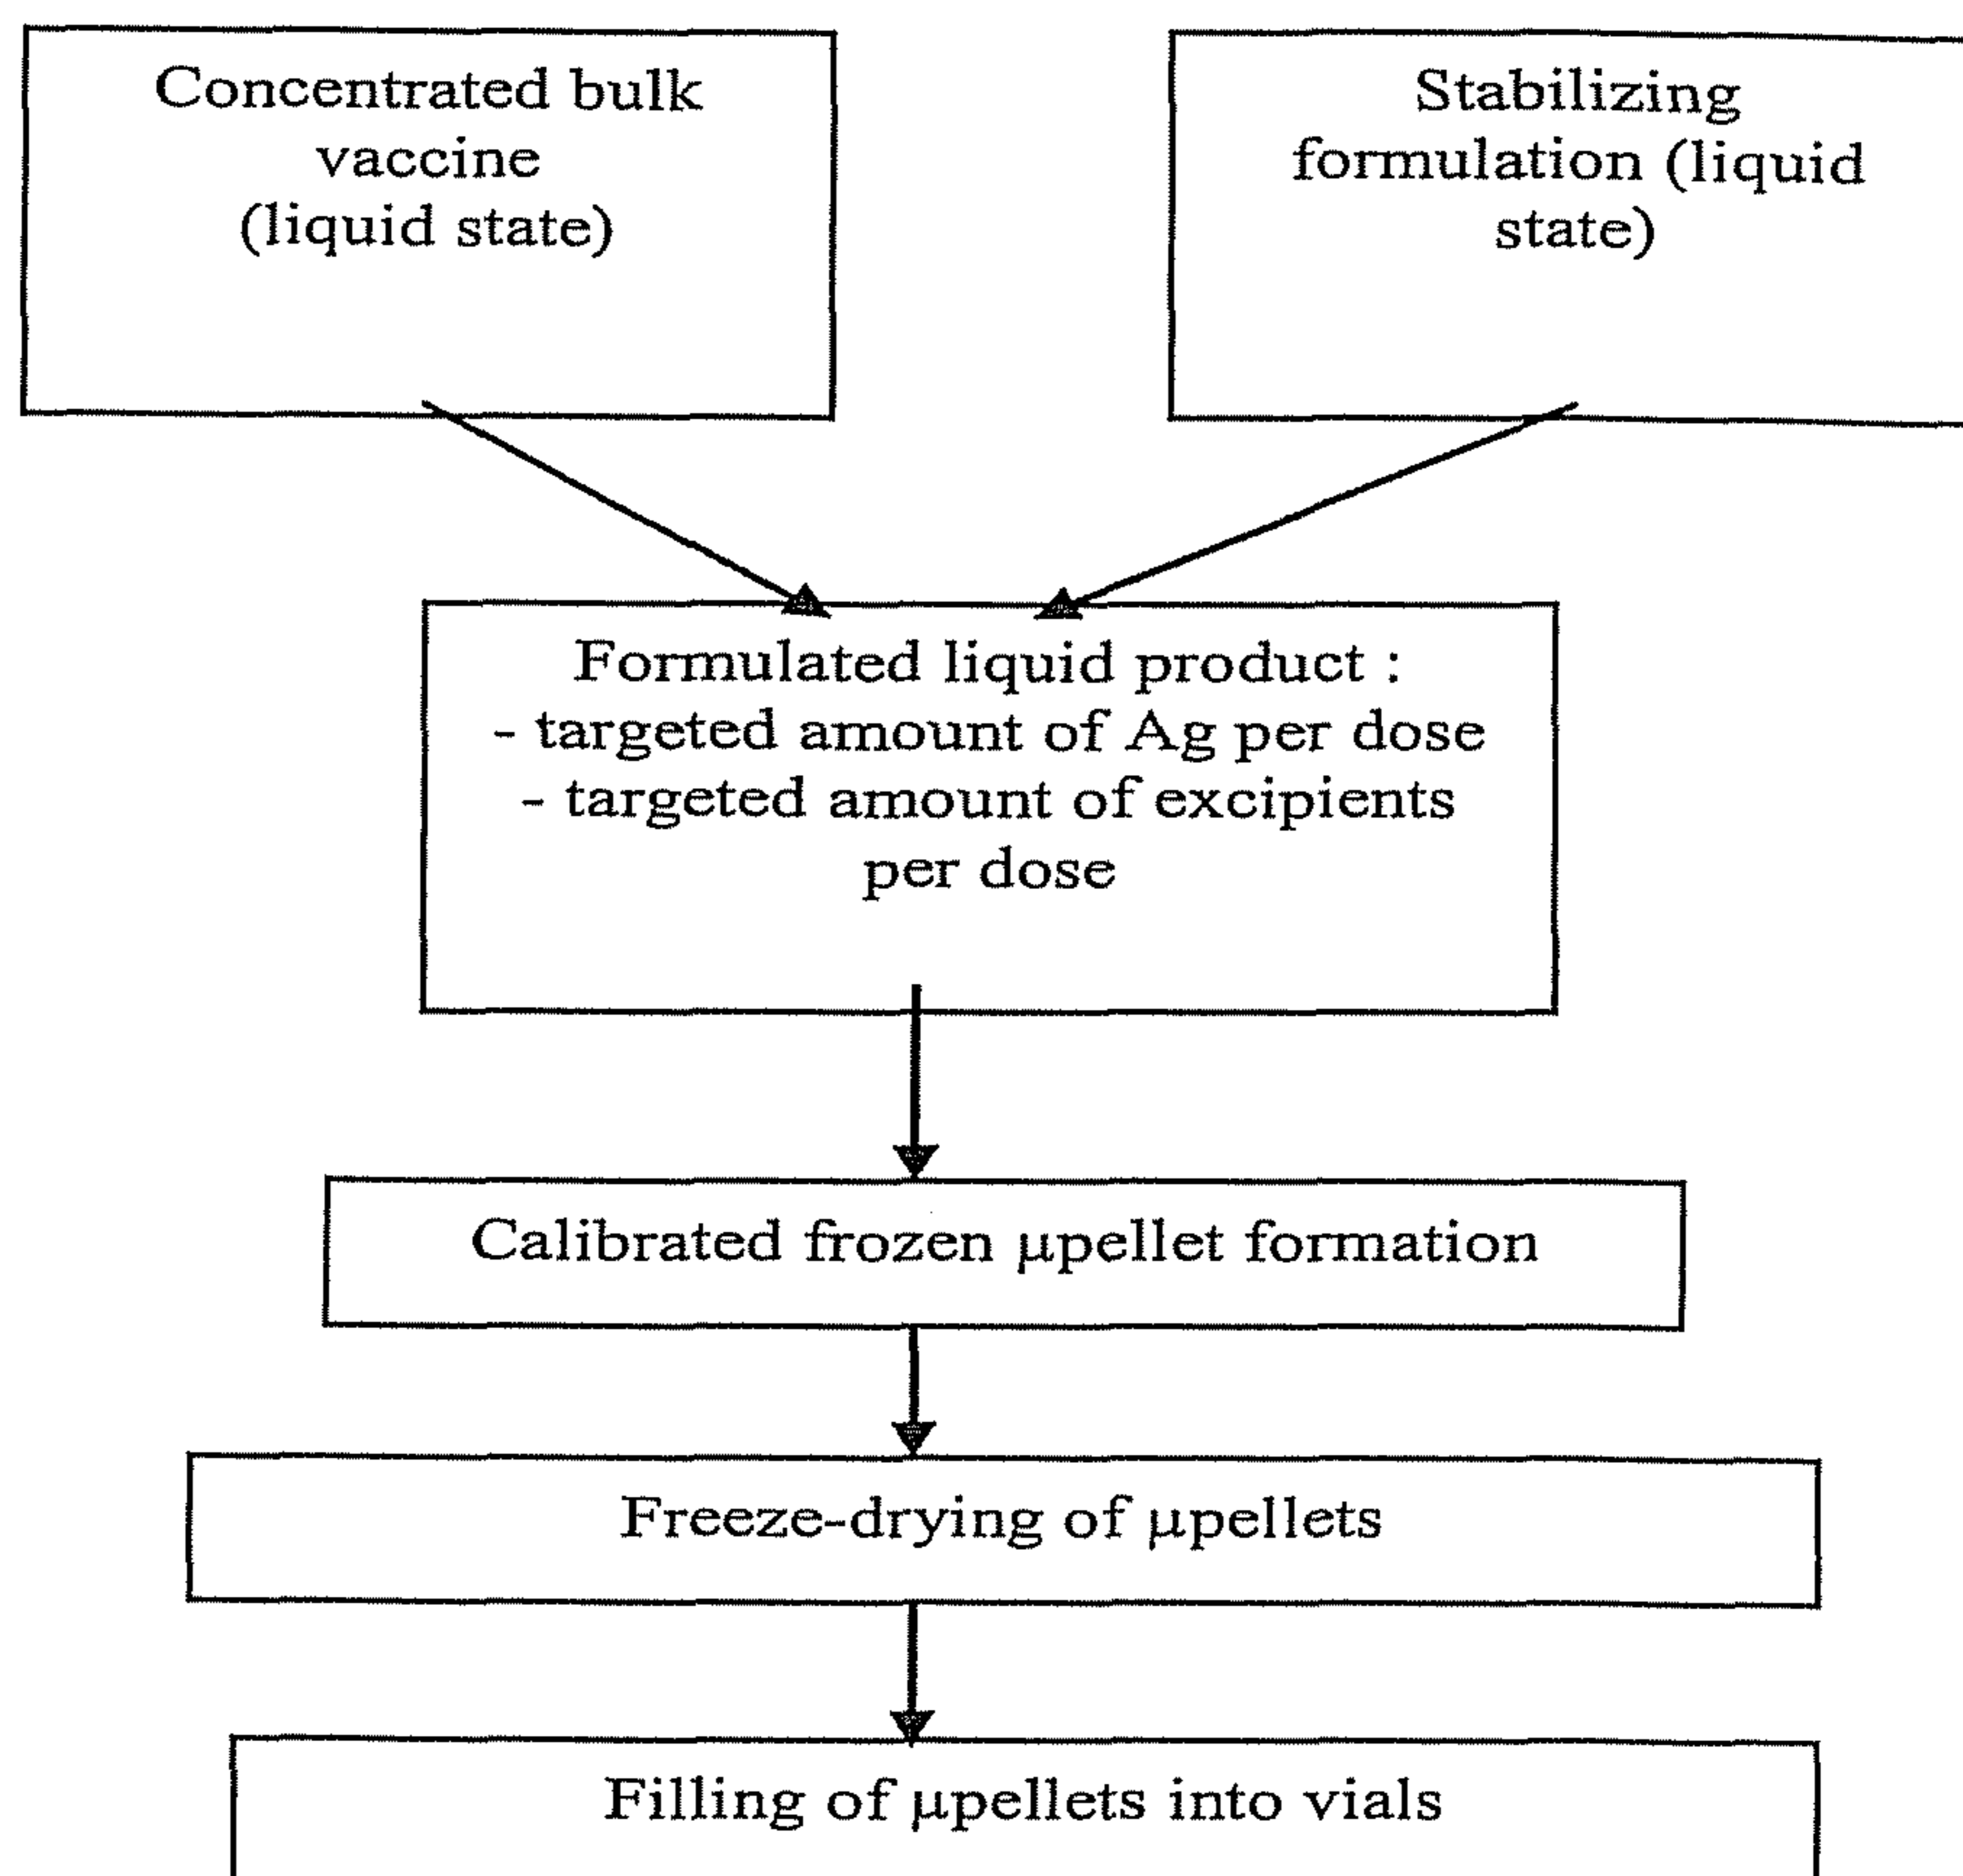 Concentrated bulk
vaccine
(liquid state)
Stabilizing
formulation (liquid
state)
Formulated liquid product :
- targeted amount of Ag per dose
- targeted amount of excipients
per dose
Calibrated frozen µpellet formation
Freeze-drying of µpellets
Filling of µpellets into vials